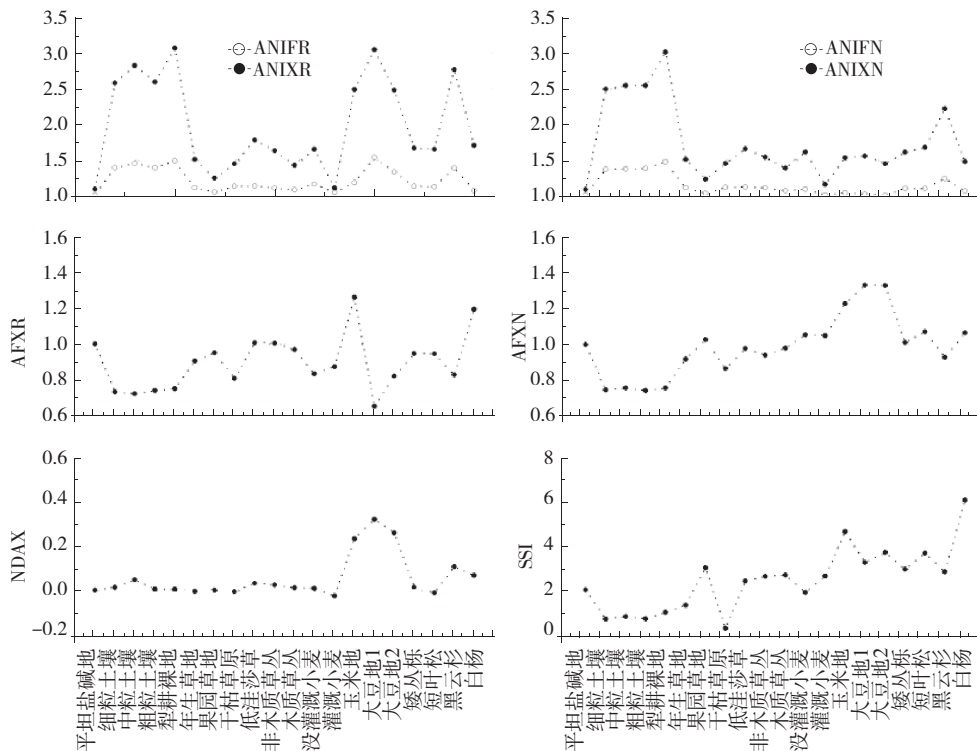 3.5
3.0
2.5
2.0
1.5
1.0
ANIFR
ANIXR
3.5
3.0
2.5
2.0
1.5
1.0
ANIFN
ANIXN
AFXR
1.6
1.4
1.2
1.0
0.8
0.6
AFXN
1.6
1.4
1.2
1.0
0.8
0.6
NDAX
0.6
0.4
0.2
0.0
−0.2
SSI
8
6
4
2
0
平坦盐碱地
细粒土壤
中粒土壤
粗粒土壤
犁耕裸地
年生草地
果园草地
干枯草原
低洼莎草
非木质草丛
木质草丛
没灌溉小麦
灌溉小麦
玉米地
大豆地1
大豆地2
矮丛栎
短叶松
黑云杉
白杨
平坦盐碱地
细粒土壤
中粒土壤
粗粒土壤
犁耕裸地
年生草地
果园草地
干枯草原
低洼莎草
非木质草丛
木质草丛
没灌溉小麦
灌溉小麦
玉米地
大豆地1
大豆地2
矮丛栎
短叶松
黑云杉
白杨